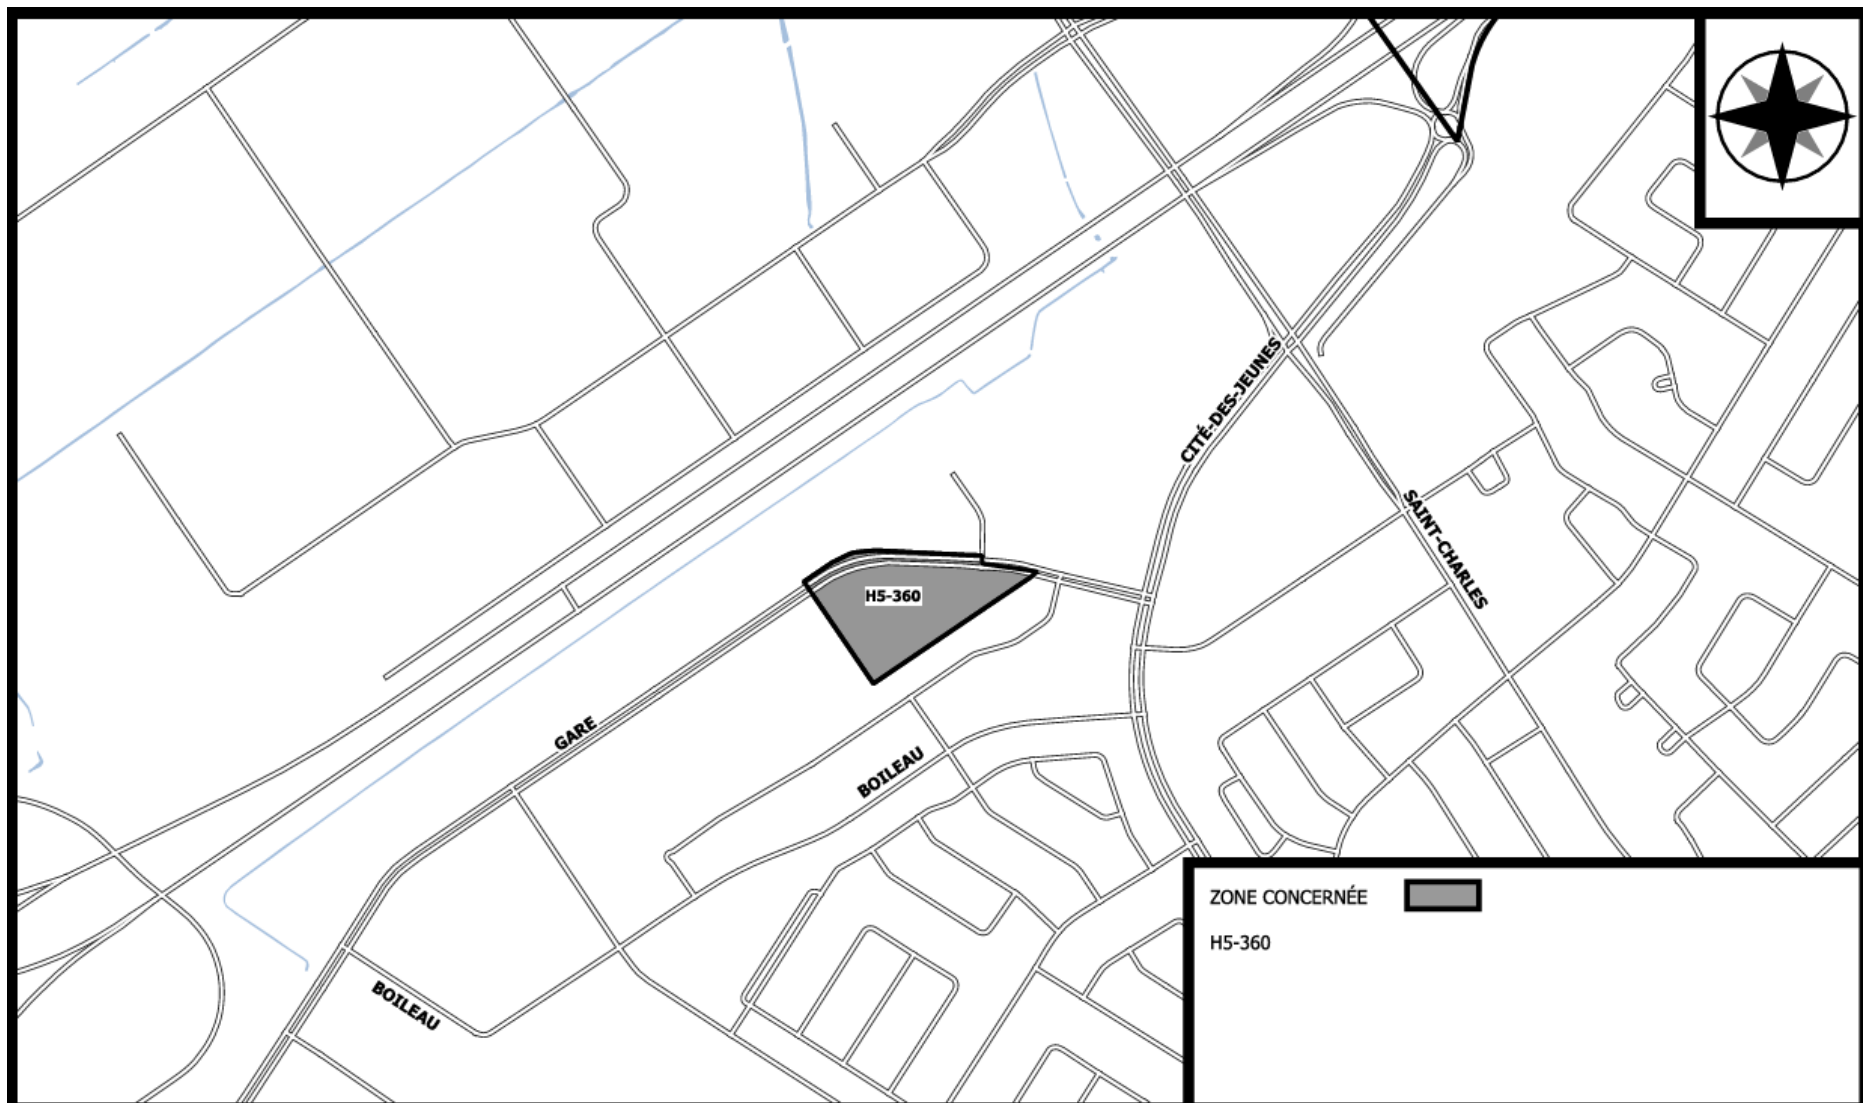 CITÉ-DES-JEUNES
SAINT-CHARLES
H5-360
GARE
BOILEAU
BOILEAU
ZONE CONCERNÉE
H5-360